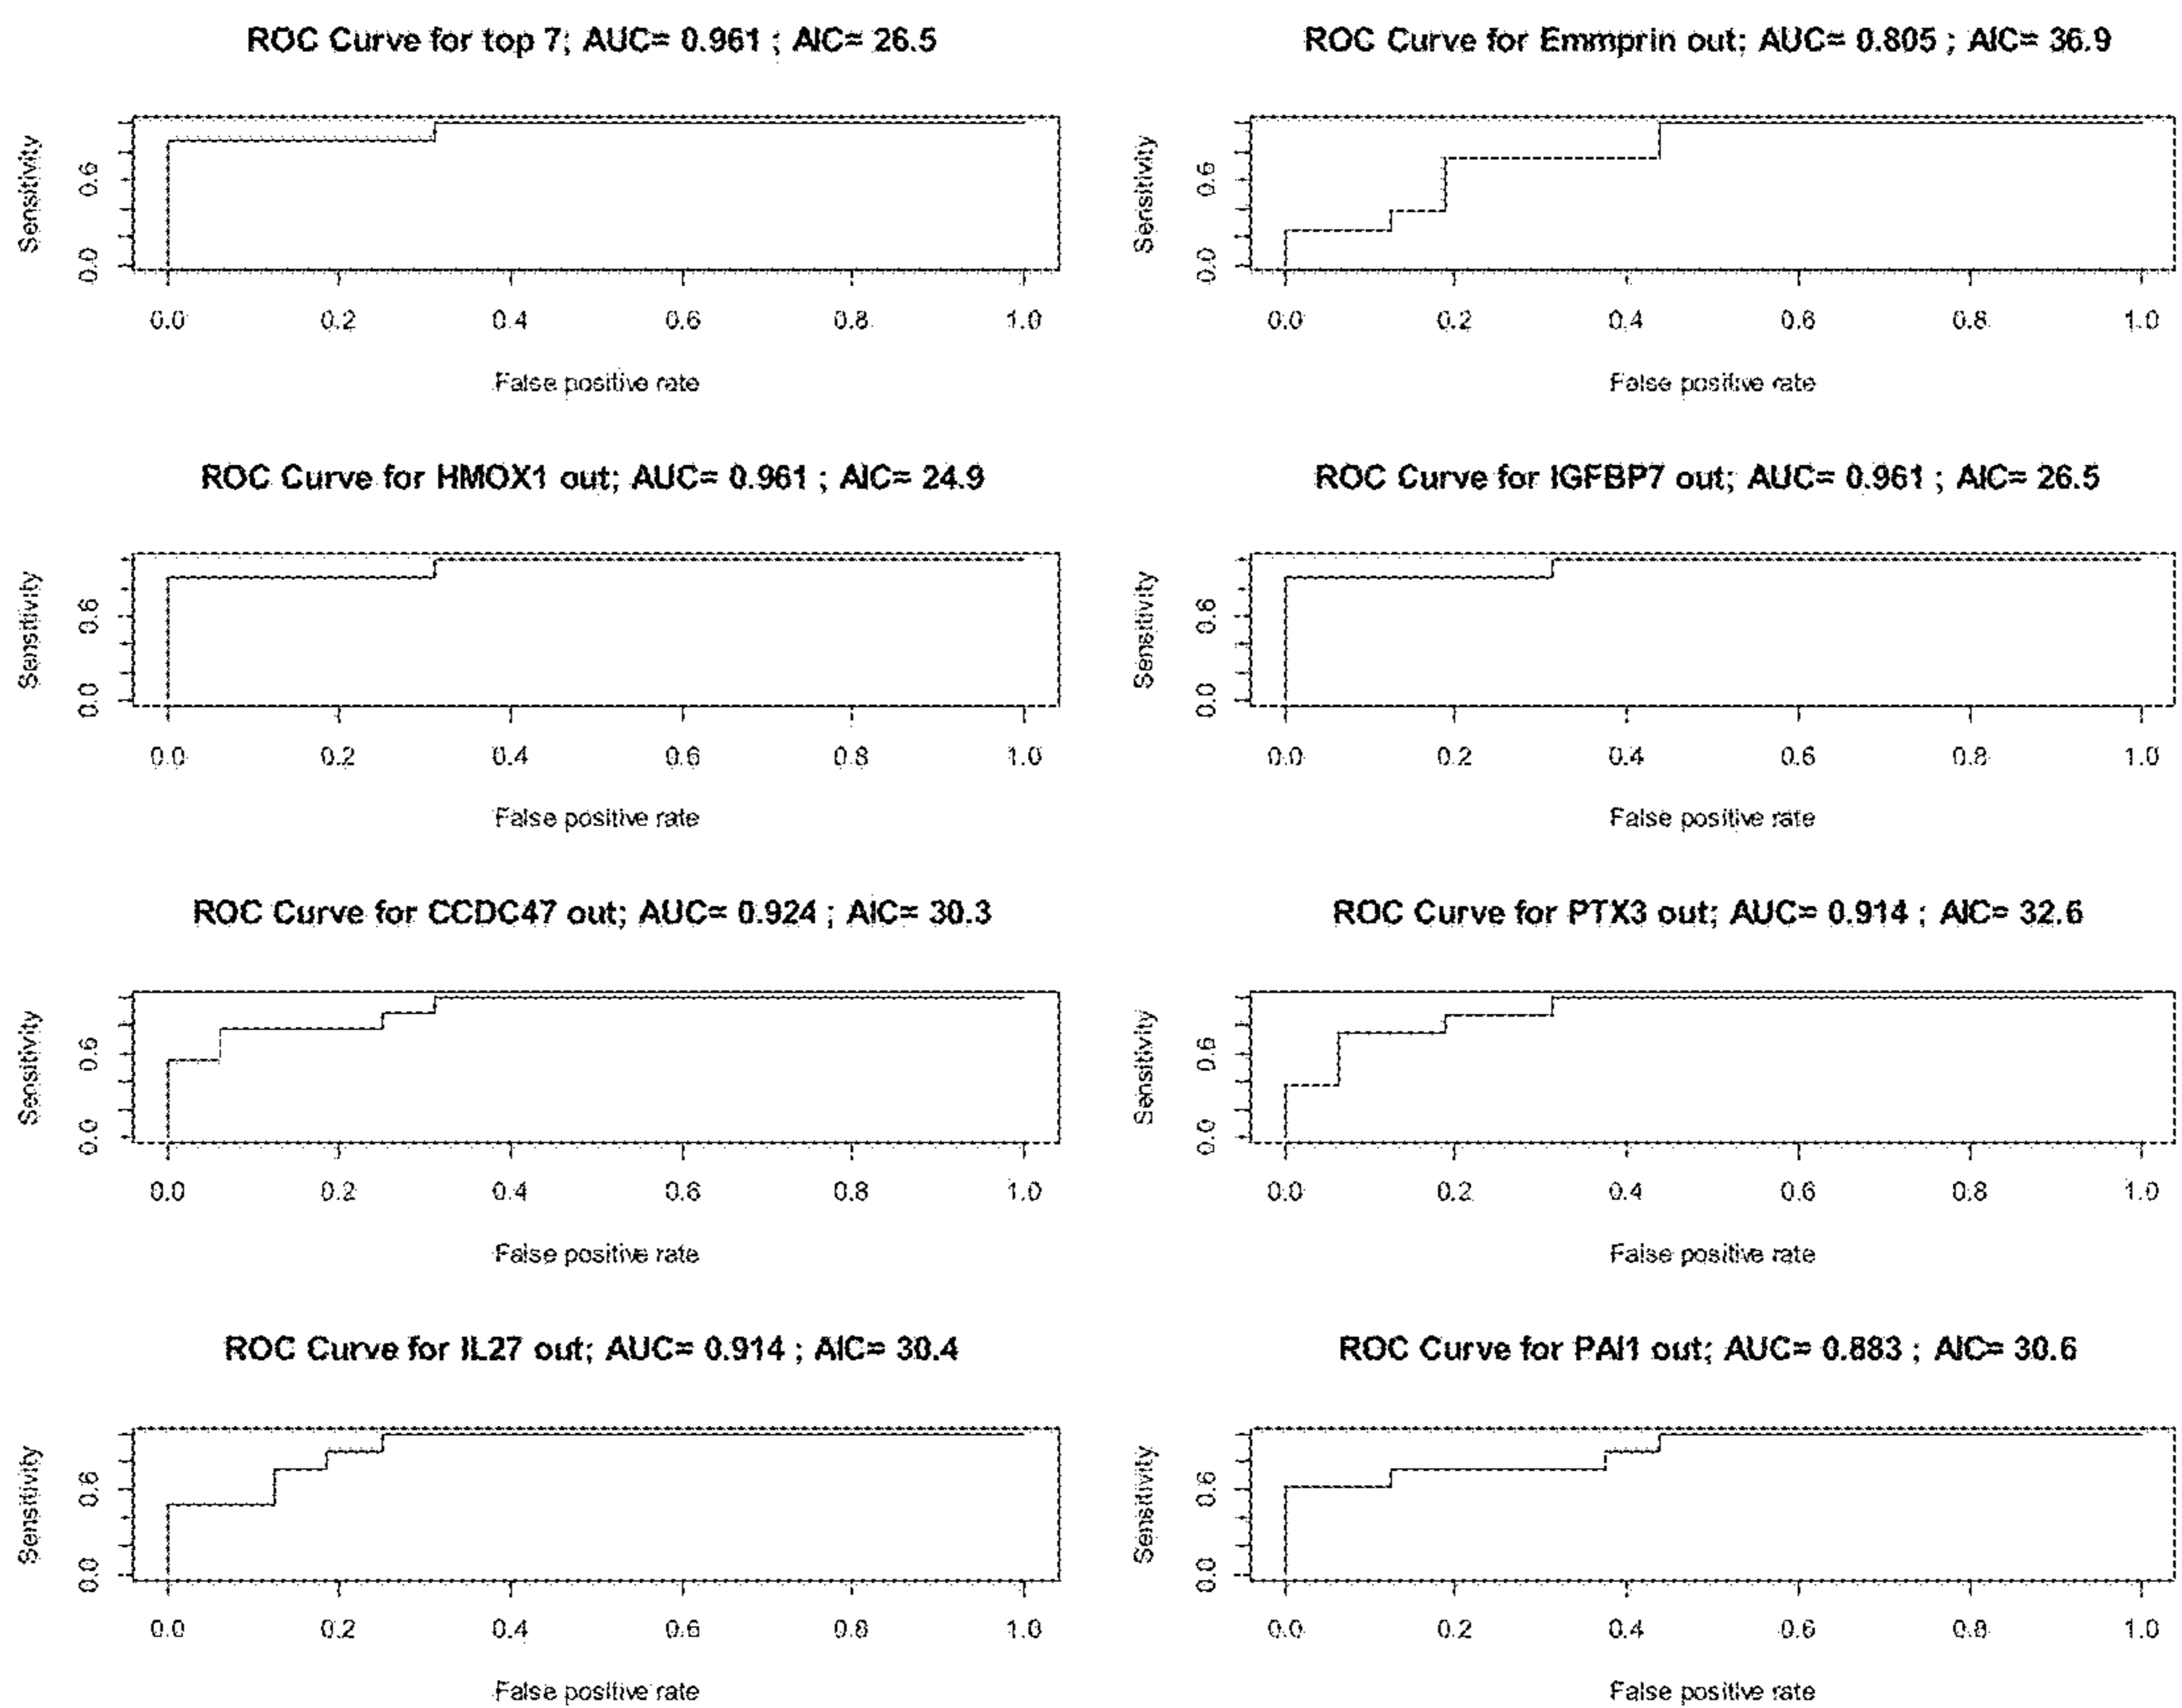 ROC Curve for top 7; AUC= 0.961 ; AIC= 26.5
Sensitivity
0.6
0.0
0.0 0.2 0.4 0.6 0.8 1.0
False positive rate
ROC Curve for Emmprin out; AUC= 0.805 ; AIC= 36.9
Sensitivity
0.6
0.0
0.0 0.2 0.4 0.6 0.8 1.0
False positive rate
ROC Curve for HMOX1 out; AUC= 0.961 ; AIC= 24.9
Sensitivity
0.6
0.0
0.0 0.2 0.4 0.6 0.8 1.0
False positive rate
ROC Curve for IGFBP7 out; AUC= 0.961 ; AIC= 26.5
Sensitivity
0.6
0.0
0.0 0.2 0.4 0.6 0.8 1.0
False positive rate
ROC Curve for CCDC47 out; AUC= 0.924 ; AIC= 30.3
Sensitivity
0.6
0.0
0.0 0.2 0.4 0.6 0.8 1.0
False positive rate
ROC Curve for PTX3 out; AUC= 0.914 ; AIC= 32.6
Sensitivity
0.6
0.0
0.0 0.2 0.4 0.6 0.8 1.0
False positive rate
ROC Curve for IL27 out; AUC= 0.914 ; AIC= 30.4
Sensitivity
0.6
0.0
0.0 0.2 0.4 0.6 0.8 1.0
False positive rate
ROC Curve for PAI1 out; AUC= 0.883 ; AIC= 30.6
Sensitivity
0.6
0.0
0.0 0.2 0.4 0.6 0.8 1.0
False positive rate